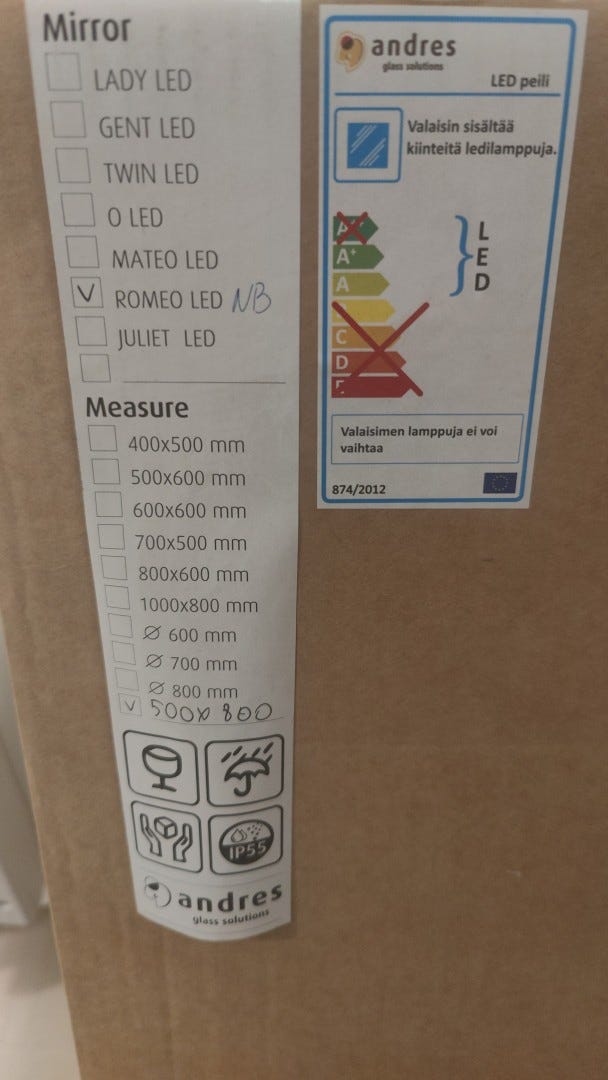 Mirror
LADY LED
GENT LED
TWIN LED
O LED
MATEO LED
ROMEO LED NB
JULIET LED
Measure
400x500 mm
500x600 mm
600x600 mm
700x500 mm
800x600 mm
1000x800 mm
Ø 600 mm
Ø 700 mm
Ø 800 mm
500x800
IP55
andres
glass solutions
andres
glass solutions
LED peili
Valaisin sisältää
kiinteitä ledilamppuja.
A+
A
C
D
L
E
D
Valaisimen lamppuja ei voi
vaihtaa
874/2012